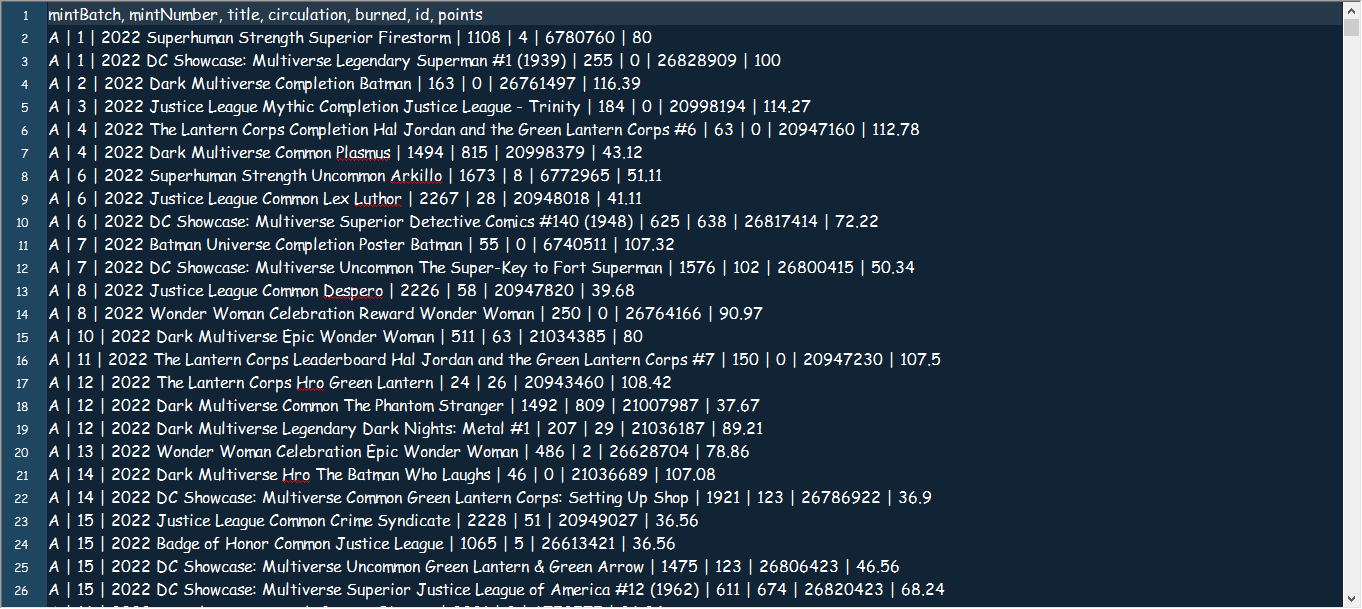 1 mintBatch, mintNumber, title, circulation, burned, id, points
2 A | 1 | 2022 Superhuman Strength Superior Firestorm | 1108 | 4 | 6780760 | 80
3 A | 1 | 2022 DC Showcase: Multiverse Legendary Superman #1 (1939) | 255 | 0 | 26828909 | 100
4 A | 2 | 2022 Dark Multiverse Completion Batman | 163 | 0 | 26761497 | 116.39
5 A | 3 | 2022 Justice League Mythic Completion Justice League - Trinity | 184 | 0 | 20998194 | 114.27
6 A | 4 | 2022 The Lantern Corps Completion Hal Jordan and the Green Lantern Corps #6 | 63 | 0 | 20947160 | 112.78
7 A | 4 | 2022 Dark Multiverse Common Plasmus | 1494 | 815 | 20998379 | 43.12
8 A | 6 | 2022 Superhuman Strength Uncommon Arkillo | 1673 | 8 | 6772965 | 51.11
9 A | 6 | 2022 Justice League Common Lex Luthor | 2267 | 28 | 20948018 | 41.11
10 A | 6 | 2022 DC Showcase: Multiverse Superior Detective Comics #140 (1948) | 625 | 638 | 26817414 | 72.22
11 A | 7 | 2022 Batman Universe Completion Poster Batman | 55 | 0 | 6740511 | 107.32
12 A | 7 | 2022 DC Showcase: Multiverse Uncommon The Super-Key to Fort Superman | 1576 | 102 | 26800415 | 50.34
13 A | 8 | 2022 Justice League Common Despero | 2226 | 58 | 20947820 | 39.68
14 A | 8 | 2022 Wonder Woman Celebration Reward Wonder Woman | 250 | 0 | 26764166 | 90.97
15 A | 10 | 2022 Dark Multiverse Epic Wonder Woman | 511 | 63 | 21034385 | 80
16 A | 11 | 2022 The Lantern Corps Leaderboard Hal Jordan and the Green Lantern Corps #7 | 150 | 0 | 20947230 | 107.5
17 A | 12 | 2022 The Lantern Corps Hro Green Lantern | 24 | 26 | 20943460 | 108.42
18 A | 12 | 2022 Dark Multiverse Common The Phantom Stranger | 1492 | 809 | 21007987 | 37.67
19 A | 12 | 2022 Dark Multiverse Legendary Dark Nights: Metal #1 | 207 | 29 | 21036187 | 89.21
20 A | 13 | 2022 Wonder Woman Celebration Epic Wonder Woman | 486 | 2 | 26628704 | 78.86
21 A | 14 | 2022 Dark Multiverse Hro The Batman Who Laughs | 46 | 0 | 21036689 | 107.08
22 A | 14 | 2022 DC Showcase: Multiverse Common Green Lantern Corps: Setting Up Shop | 1921 | 123 | 26786922 | 36.9
23 A | 15 | 2022 Justice League Common Crime Syndicate | 2228 | 51 | 20949027 | 36.56
24 A | 15 | 2022 Badge of Honor Common Justice League | 1065 | 5 | 26613421 | 36.56
25 A | 15 | 2022 DC Showcase: Multiverse Uncommon Green Lantern & Green Arrow | 1475 | 123 | 26806423 | 46.56
26 A | 15 | 2022 DC Showcase: Multiverse Superior Justice League of America #12 (1962) | 611 | 674 | 26820423 | 68.24